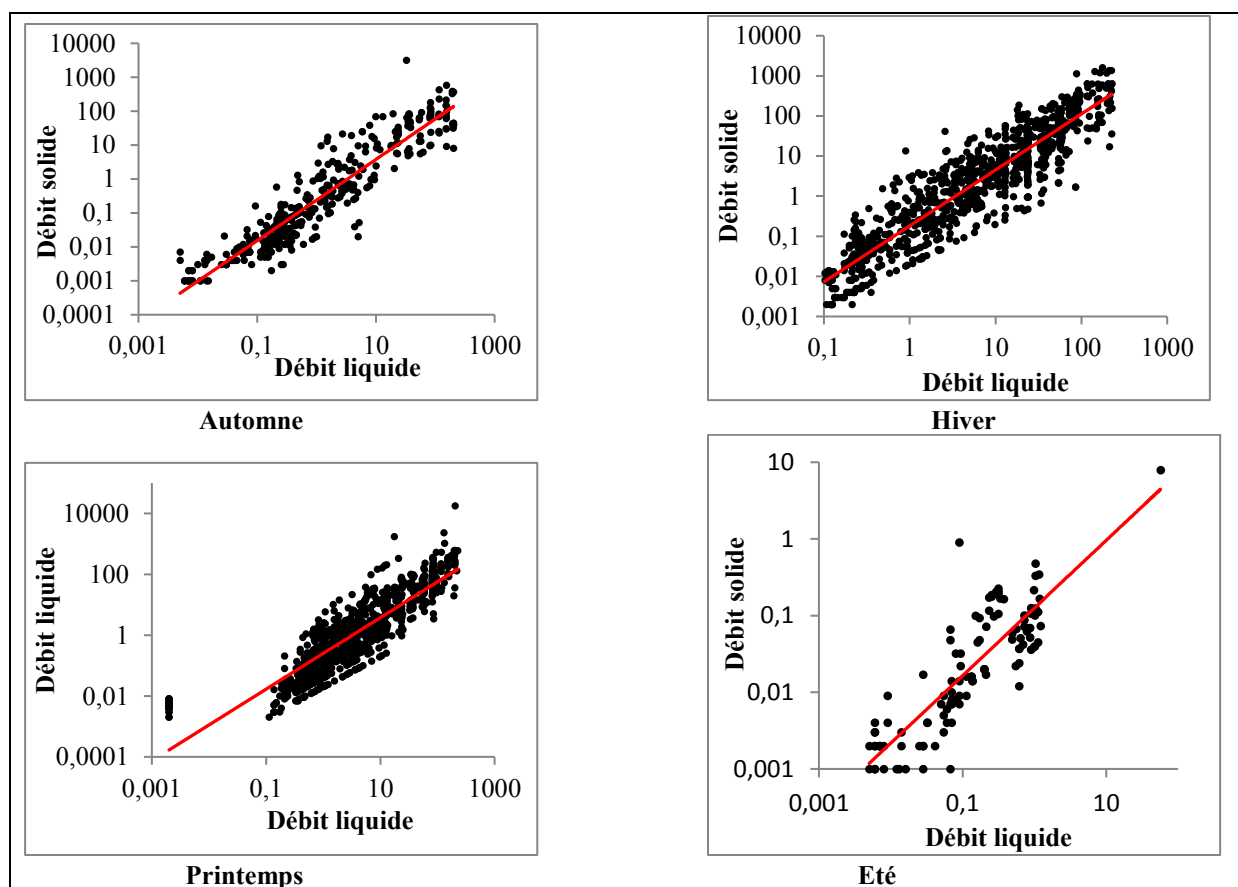 10000
1000
100
10
1
0,1
0,01
0,001
0,0001
Débit solide
0,001 0,1 10 1000
Débit liquide
Automne
10000
1000
100
10
1
0,1
0,01
0,001
Débit solide
0,1 1 10 100 1000
Débit liquide
Hiver
10000
100
1
0,01
0,0001
Débit liquide
0,001 0,1 10 1000
Débit liquide
Printemps
10
1
0,1
0,01
0,001
Débit solide
0,001 0,1 10
Débit liquide
Eté